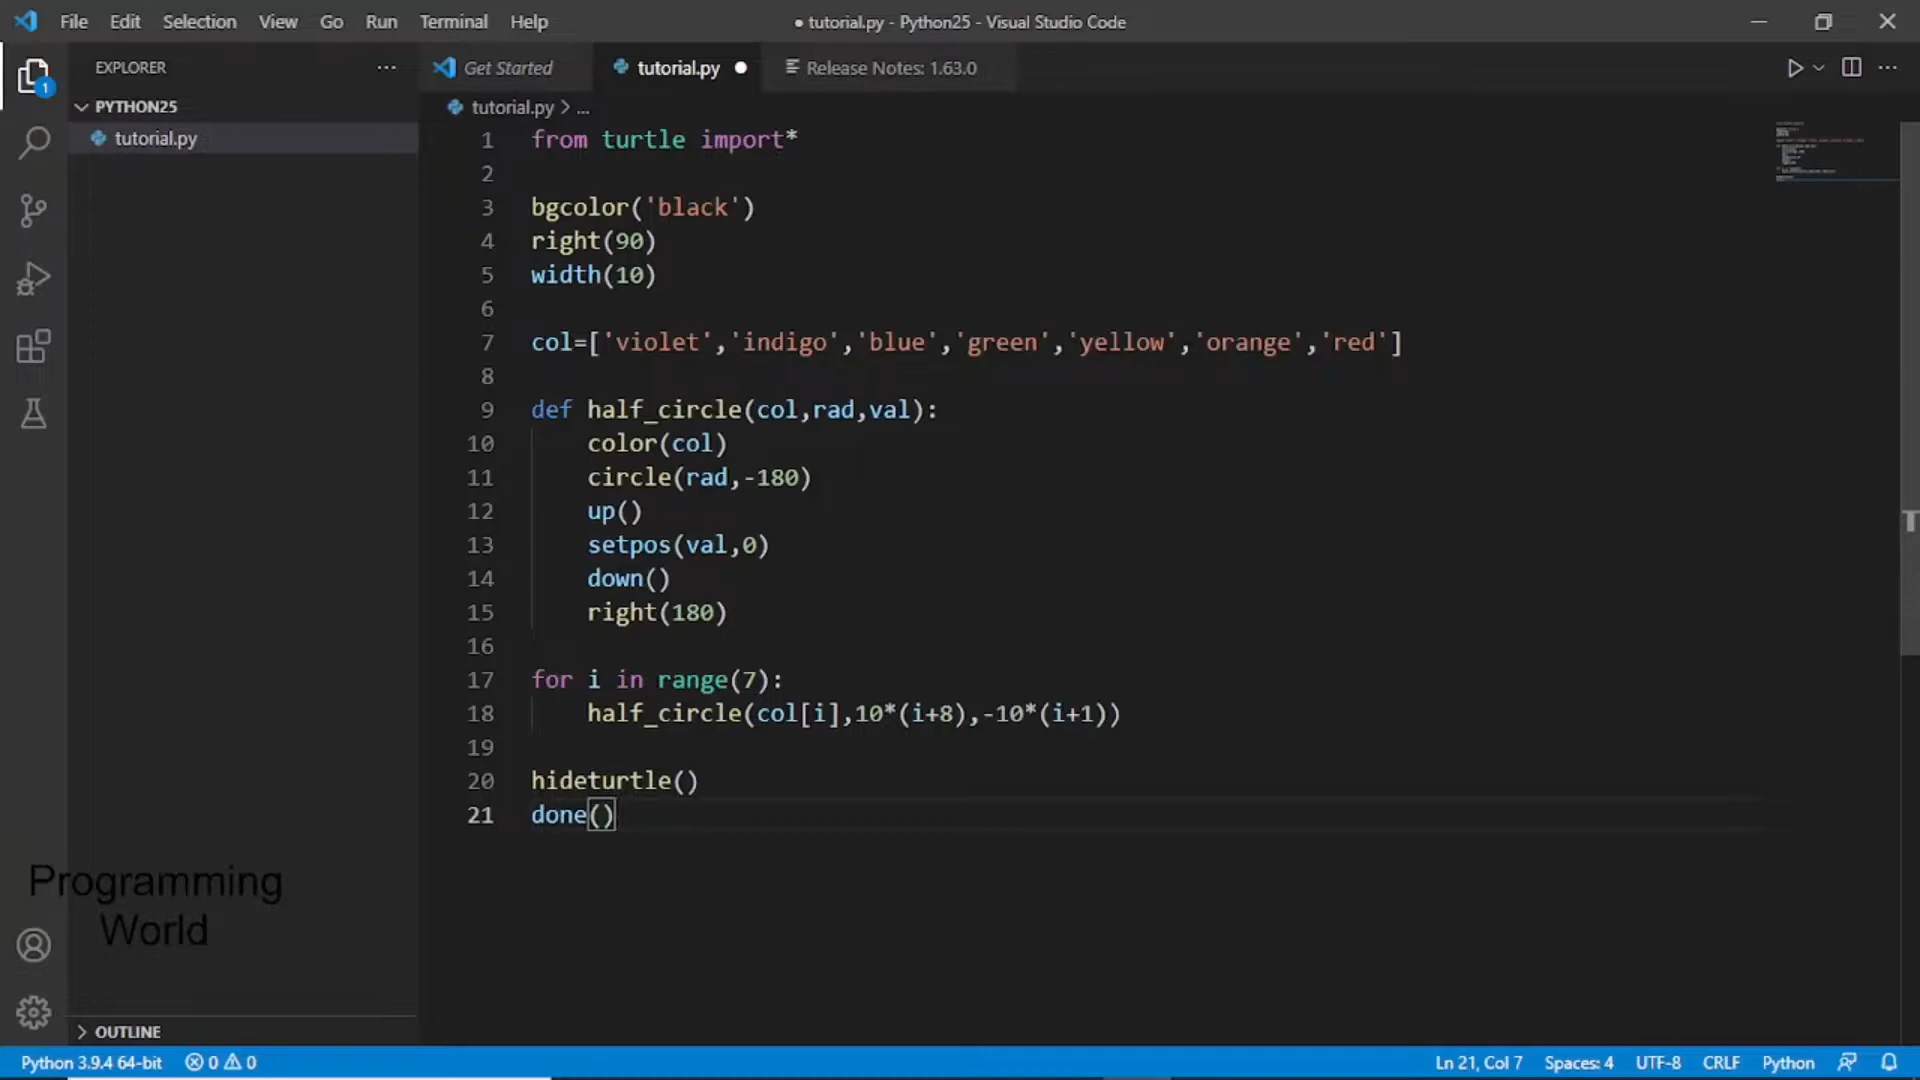 File Edit Selection View Go Run Terminal Help
● tutorial.py - Python25 - Visual Studio Code
EXPLORER ...
Get Started
tutorial.py ●
Release Notes: 1.63.0
PYTHON25
tutorial.py
tutorial.py > ...
1 from turtle import*
2
3 bgcolor('black')
4 right(90)
5 width(10)
6
7 col=['violet','indigo','blue','green','yellow','orange','red']
8
9 def half_circle(col,rad,val):
10     color(col)
11     circle(rad,-180)
12     up()
13     setpos(val,0)
14     down()
15     right(180)
16
17 for i in range(7):
18     half_circle(col[i],10*(i+8),-10*(i+1))
19
20 hideturtle()
21 done()
1
T
Programming
World
OUTLINE
Python 3.9.4 64-bit 0 0 Ln 21, Col 7 Spaces: 4 UTF-8 CRLF Python